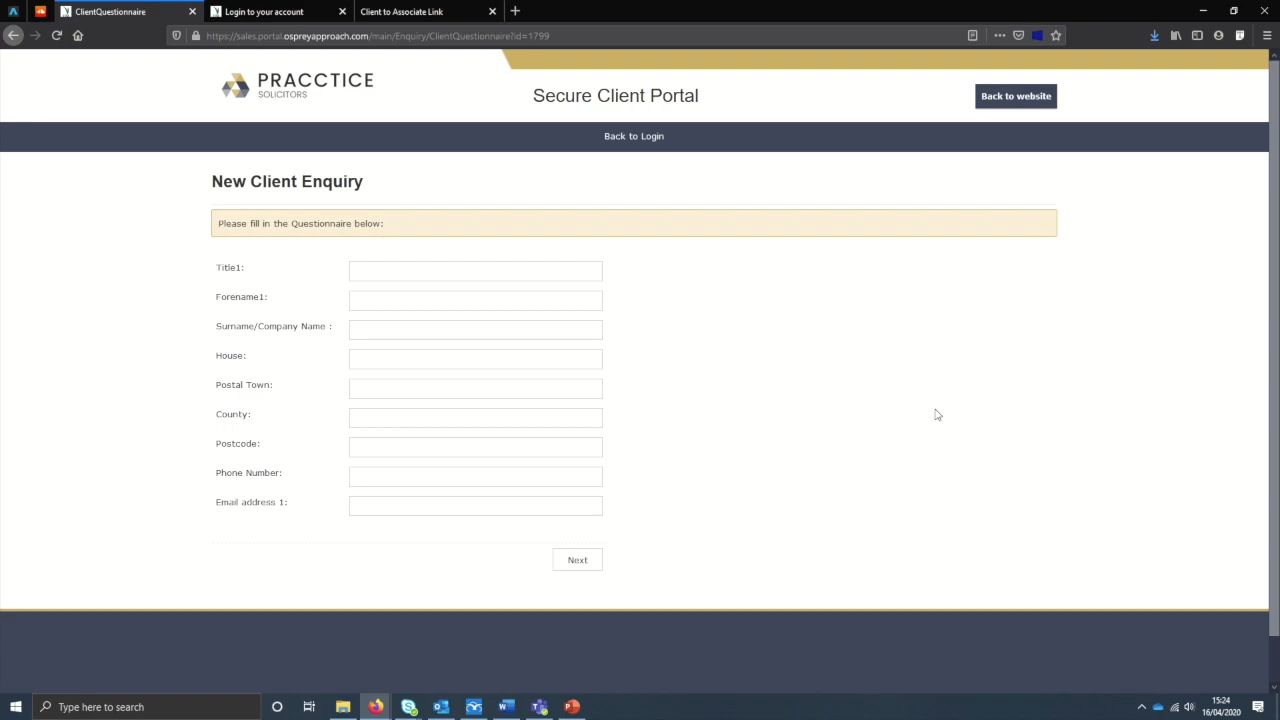 ClientQuestionnaire
Login to your account
Client to Associate Link
https://sales.portal.ospreyapproach.com/main/Enquiry/ClientQuestionnaire?id=1799
PRACCTICE
SOLICITORS
Secure Client Portal
Back to website
Back to Login
New Client Enquiry
Please fill in the Questionnaire below:
Title1:
Forename1:
Surname/Company Name :
House:
Postal Town:
County:
Postcode:
Phone Number:
Email address 1:
Next
Type here to search
15:24
16/04/2020